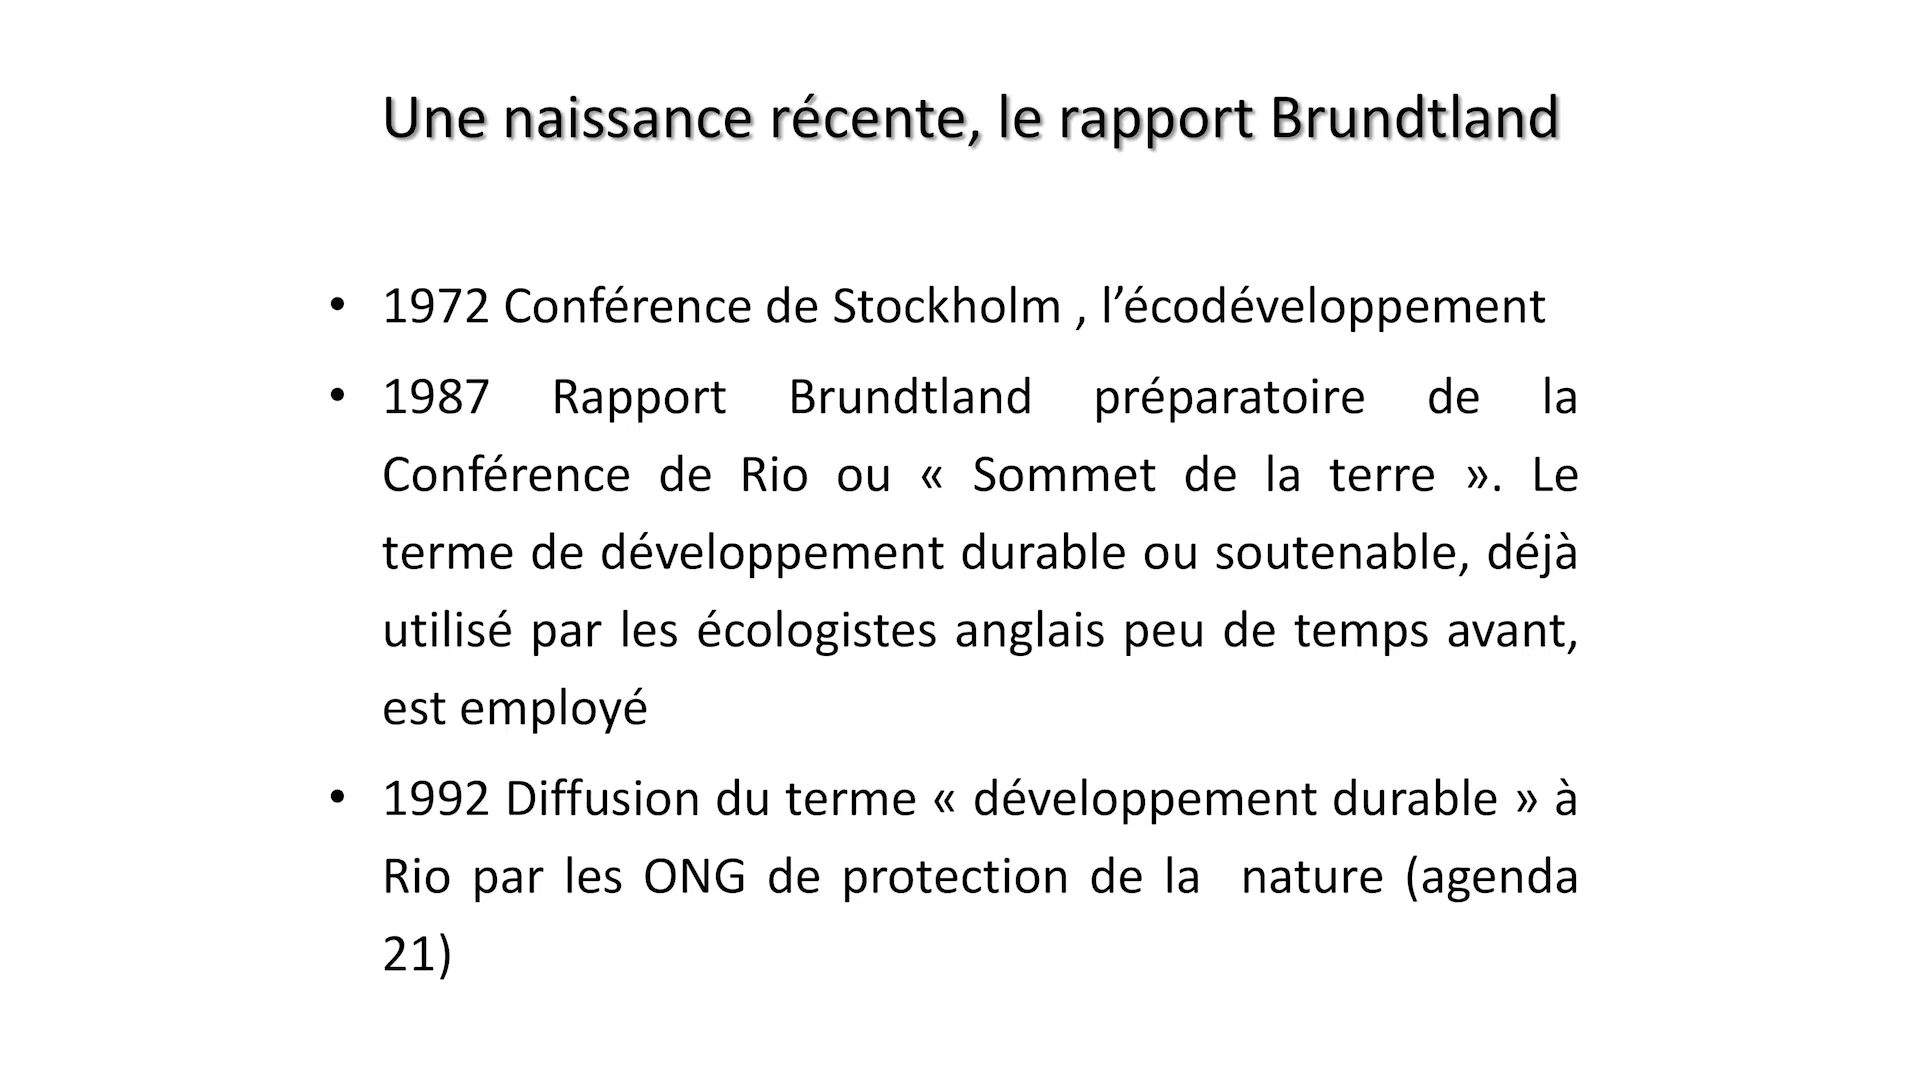 Une naissance récente, le rapport Brundtland
• 1972 Conférence de Stockholm , l’écodéveloppement
• 1987 Rapport Brundtland préparatoire de la
Conférence de Rio ou « Sommet de la terre ». Le
terme de développement durable ou soutenable, déjà
utilisé par les écologistes anglais peu de temps avant,
est employé
• 1992 Diffusion du terme « développement durable » à
Rio par les ONG de protection de la  nature (agenda
21)